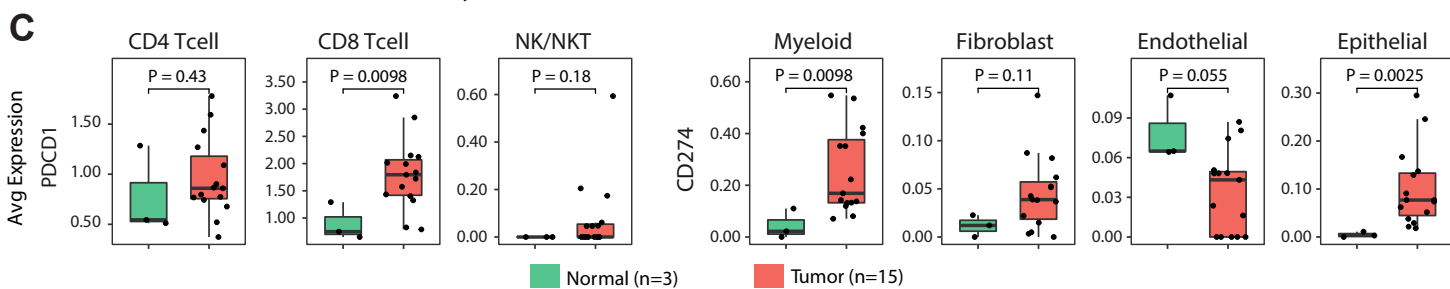 C
CD4 Tcell
CD8 Tcell
NK/NKT
Myeloid
Fibroblast
Endothelial
Epithelial
Avg Expression
PDCD1
P = 0.43
1.50
1.00
0.50
P = 0.0098
3.50
3.00
2.50
2.00
1.50
1.00
P = 0.18
0.60
0.40
0.20
0.00
CD274
P = 0.0098
0.60
0.40
0.20
0.00
P = 0.11
0.15
0.10
0.05
0.00
P = 0.055
0.09
0.06
0.03
0.00
P = 0.0025
0.30
0.20
0.10
0.00
Normal (n=3)
Tumor (n=15)